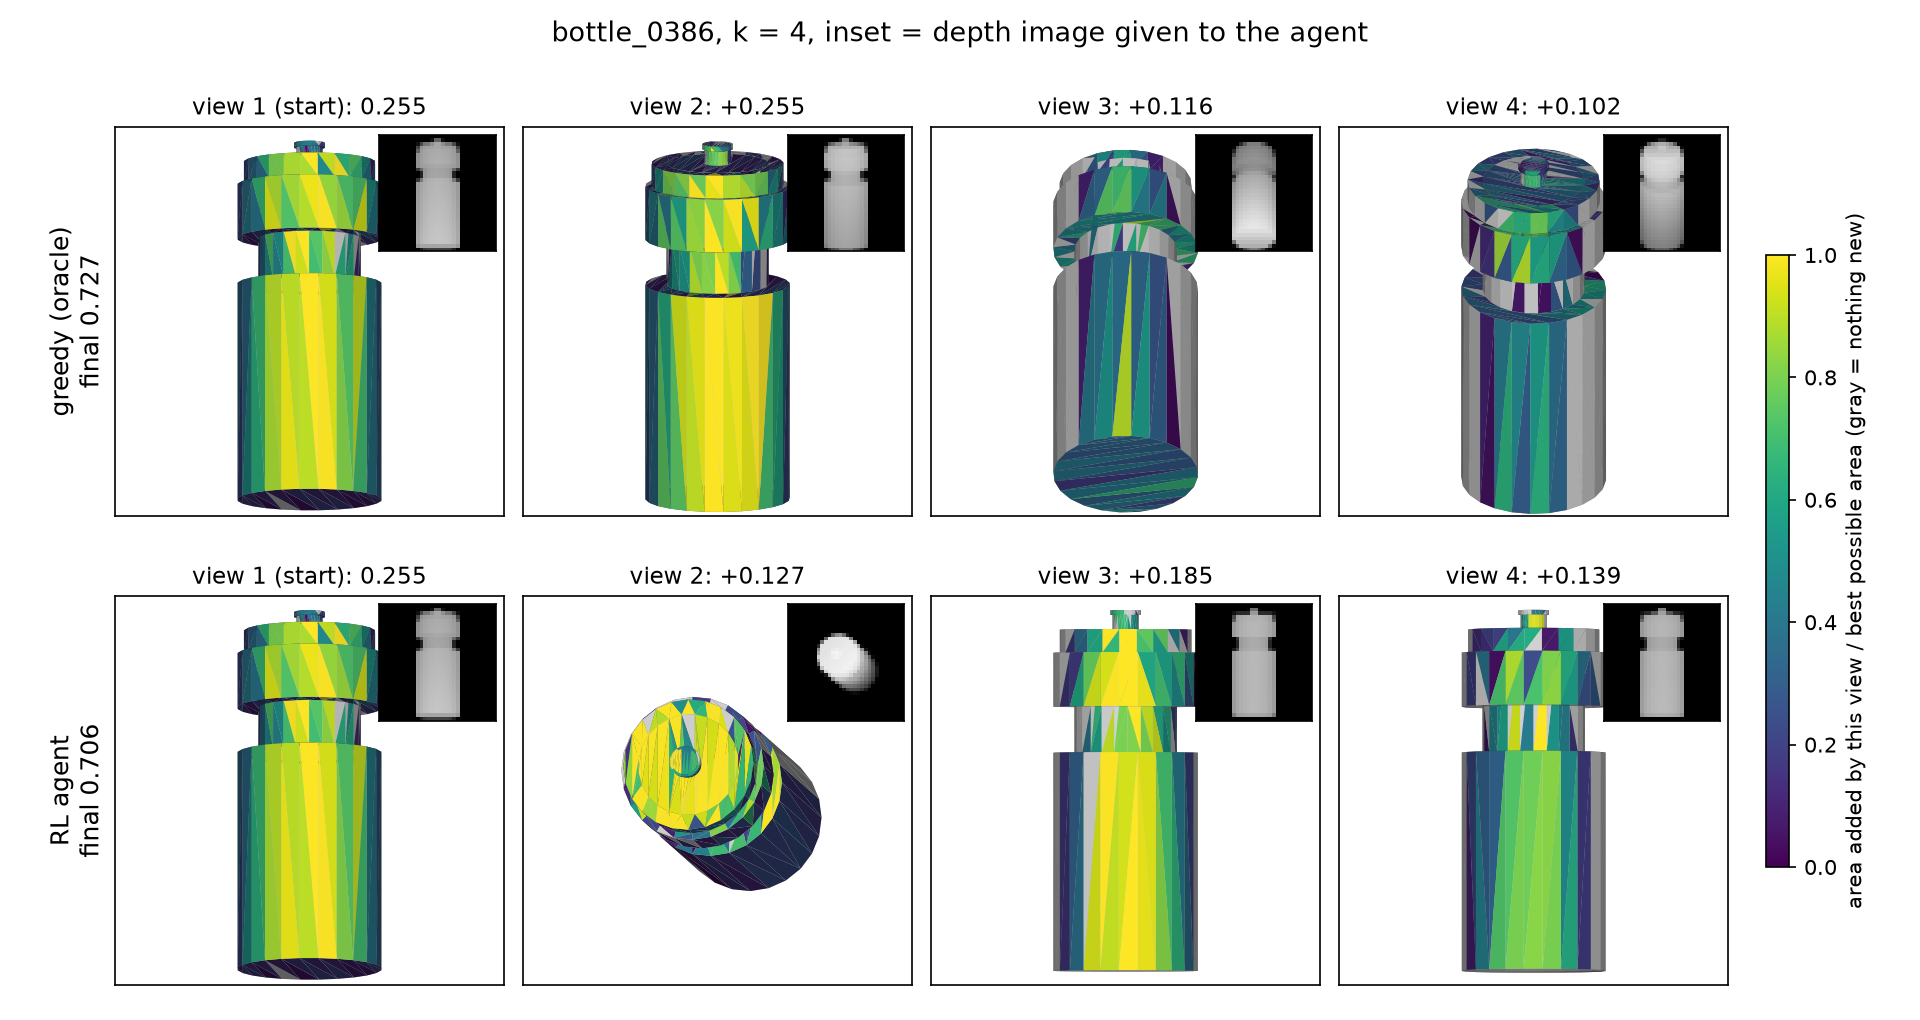 bottle_0386, k = 4, inset = depth image given to the agent
greedy (oracle)
final 0.727
view 1 (start): 0.255
view 2: +0.255
view 3: +0.116
view 4: +0.102
RL agent
final 0.706
view 1 (start): 0.255
view 2: +0.127
view 3: +0.185
view 4: +0.139
1.0
0.8
0.6
0.4
0.2
0.0
area added by this view / best possible area (gray = nothing new)